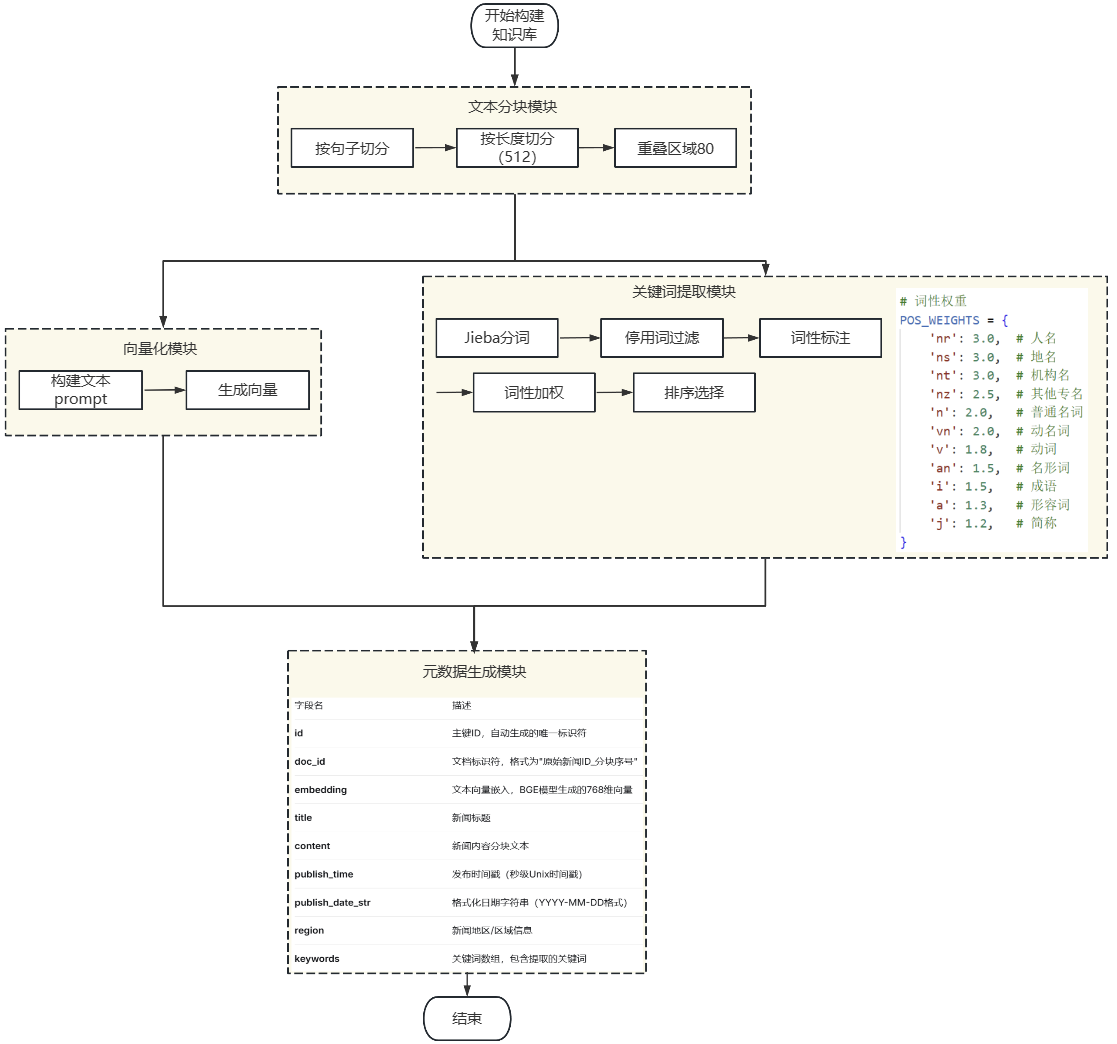 开始构建
知识库
文本分块模块
按句子切分
按长度切分
（512）
重叠区域80
向量化模块
构建文本
prompt
生成向量
关键词提取模块
Jieba分词
停用词过滤
词性标注
词性加权
排序选择
# 词性权重
POS_WEIGHTS = {
'nr': 3.0, # 人名
'ns': 3.0, # 地名
'nt': 3.0, # 机构名
'nz': 2.5, # 其他专名
'n': 2.0, # 普通名词
'vn': 2.0, # 动名词
'v': 1.8, # 动词
'an': 1.5, # 名形词
'i': 1.5, # 成语
'a': 1.3, # 形容词
'j': 1.2, # 简称
}
元数据生成模块
字段名 描述
id 主键ID，自动生成的唯一标识符
doc_id 文档标识符，格式为"原始新闻ID_分块序号"
embedding 文本向量嵌入，BGE模型生成的768维向量
title 新闻标题
content 新闻内容分块文本
publish_time 发布时间戳（秒级Unix时间戳）
publish_date_str 格式化日期字符串（YYYY-MM-DD格式）
region 新闻地区/区域信息
keywords 关键词数组，包含提取的关键词
结束